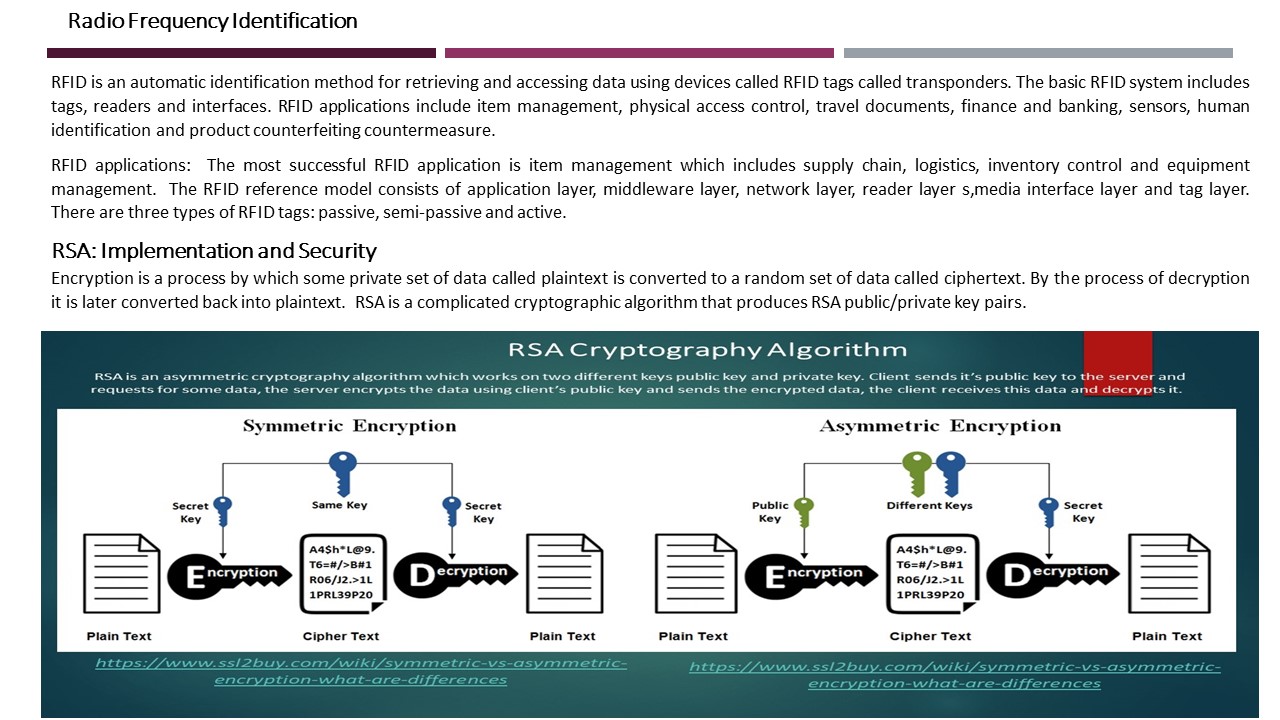 Radio Frequency Identification
RFID is an automatic identification method for retrieving and accessing data using devices called RFID tags called transponders. The basic RFID system includes
tags, readers and interfaces. RFID applications include item management, physical access control, travel documents, finance and banking, sensors, human
identification and product counterfeiting countermeasure.
RFID applications: The most successful RFID application is item management which includes supply chain, logistics, inventory control and equipment
management. The RFID reference model consists of application layer, middleware layer, network layer, reader layer s,media interface layer and tag layer.
There are three types of RFID tags: passive, semi-passive and active.
RSA: Implementation and Security
Encryption is a process by which some private set of data called plaintext is converted to a random set of data called ciphertext. By the process of decryption
it is later converted back into plaintext. RSA is a complicated cryptographic algorithm that produces RSA public/private key pairs.
RSA Cryptography Algorithm
RSA is an asymmetric cryptography algorithm which works on two different keys public key and private key. Client sends it's public key to the server and
requests for some data, the server encrypts the data using client's public key and sends the encrypted data, the client receives this data and decrypts it.
Symmetric Encryption
Secret
Key
Same Key
Secret
Key
Encryption
A4$h*L@9.
T6=#/>B#1
R06/J2.>1L
1PRL39P20
Decryption
Plain Text
Cipher Text
Plain Text
https://www.ssl2buy.com/wiki/symmetric-vs-asymmetric-
encryption-what-are-differences
Asymmetric Encryption
Public
Key
Different Keys
Secret
Key
Encryption
A4$h*L@9.
T6=#/>B#1
R06/J2.>1L
1PRL39P20
Decryption
Plain Text
Cipher Text
Plain Text
https://www.ssl2buy.com/wiki/symmetric-vs-asymmetric-
encryption-what-are-differences